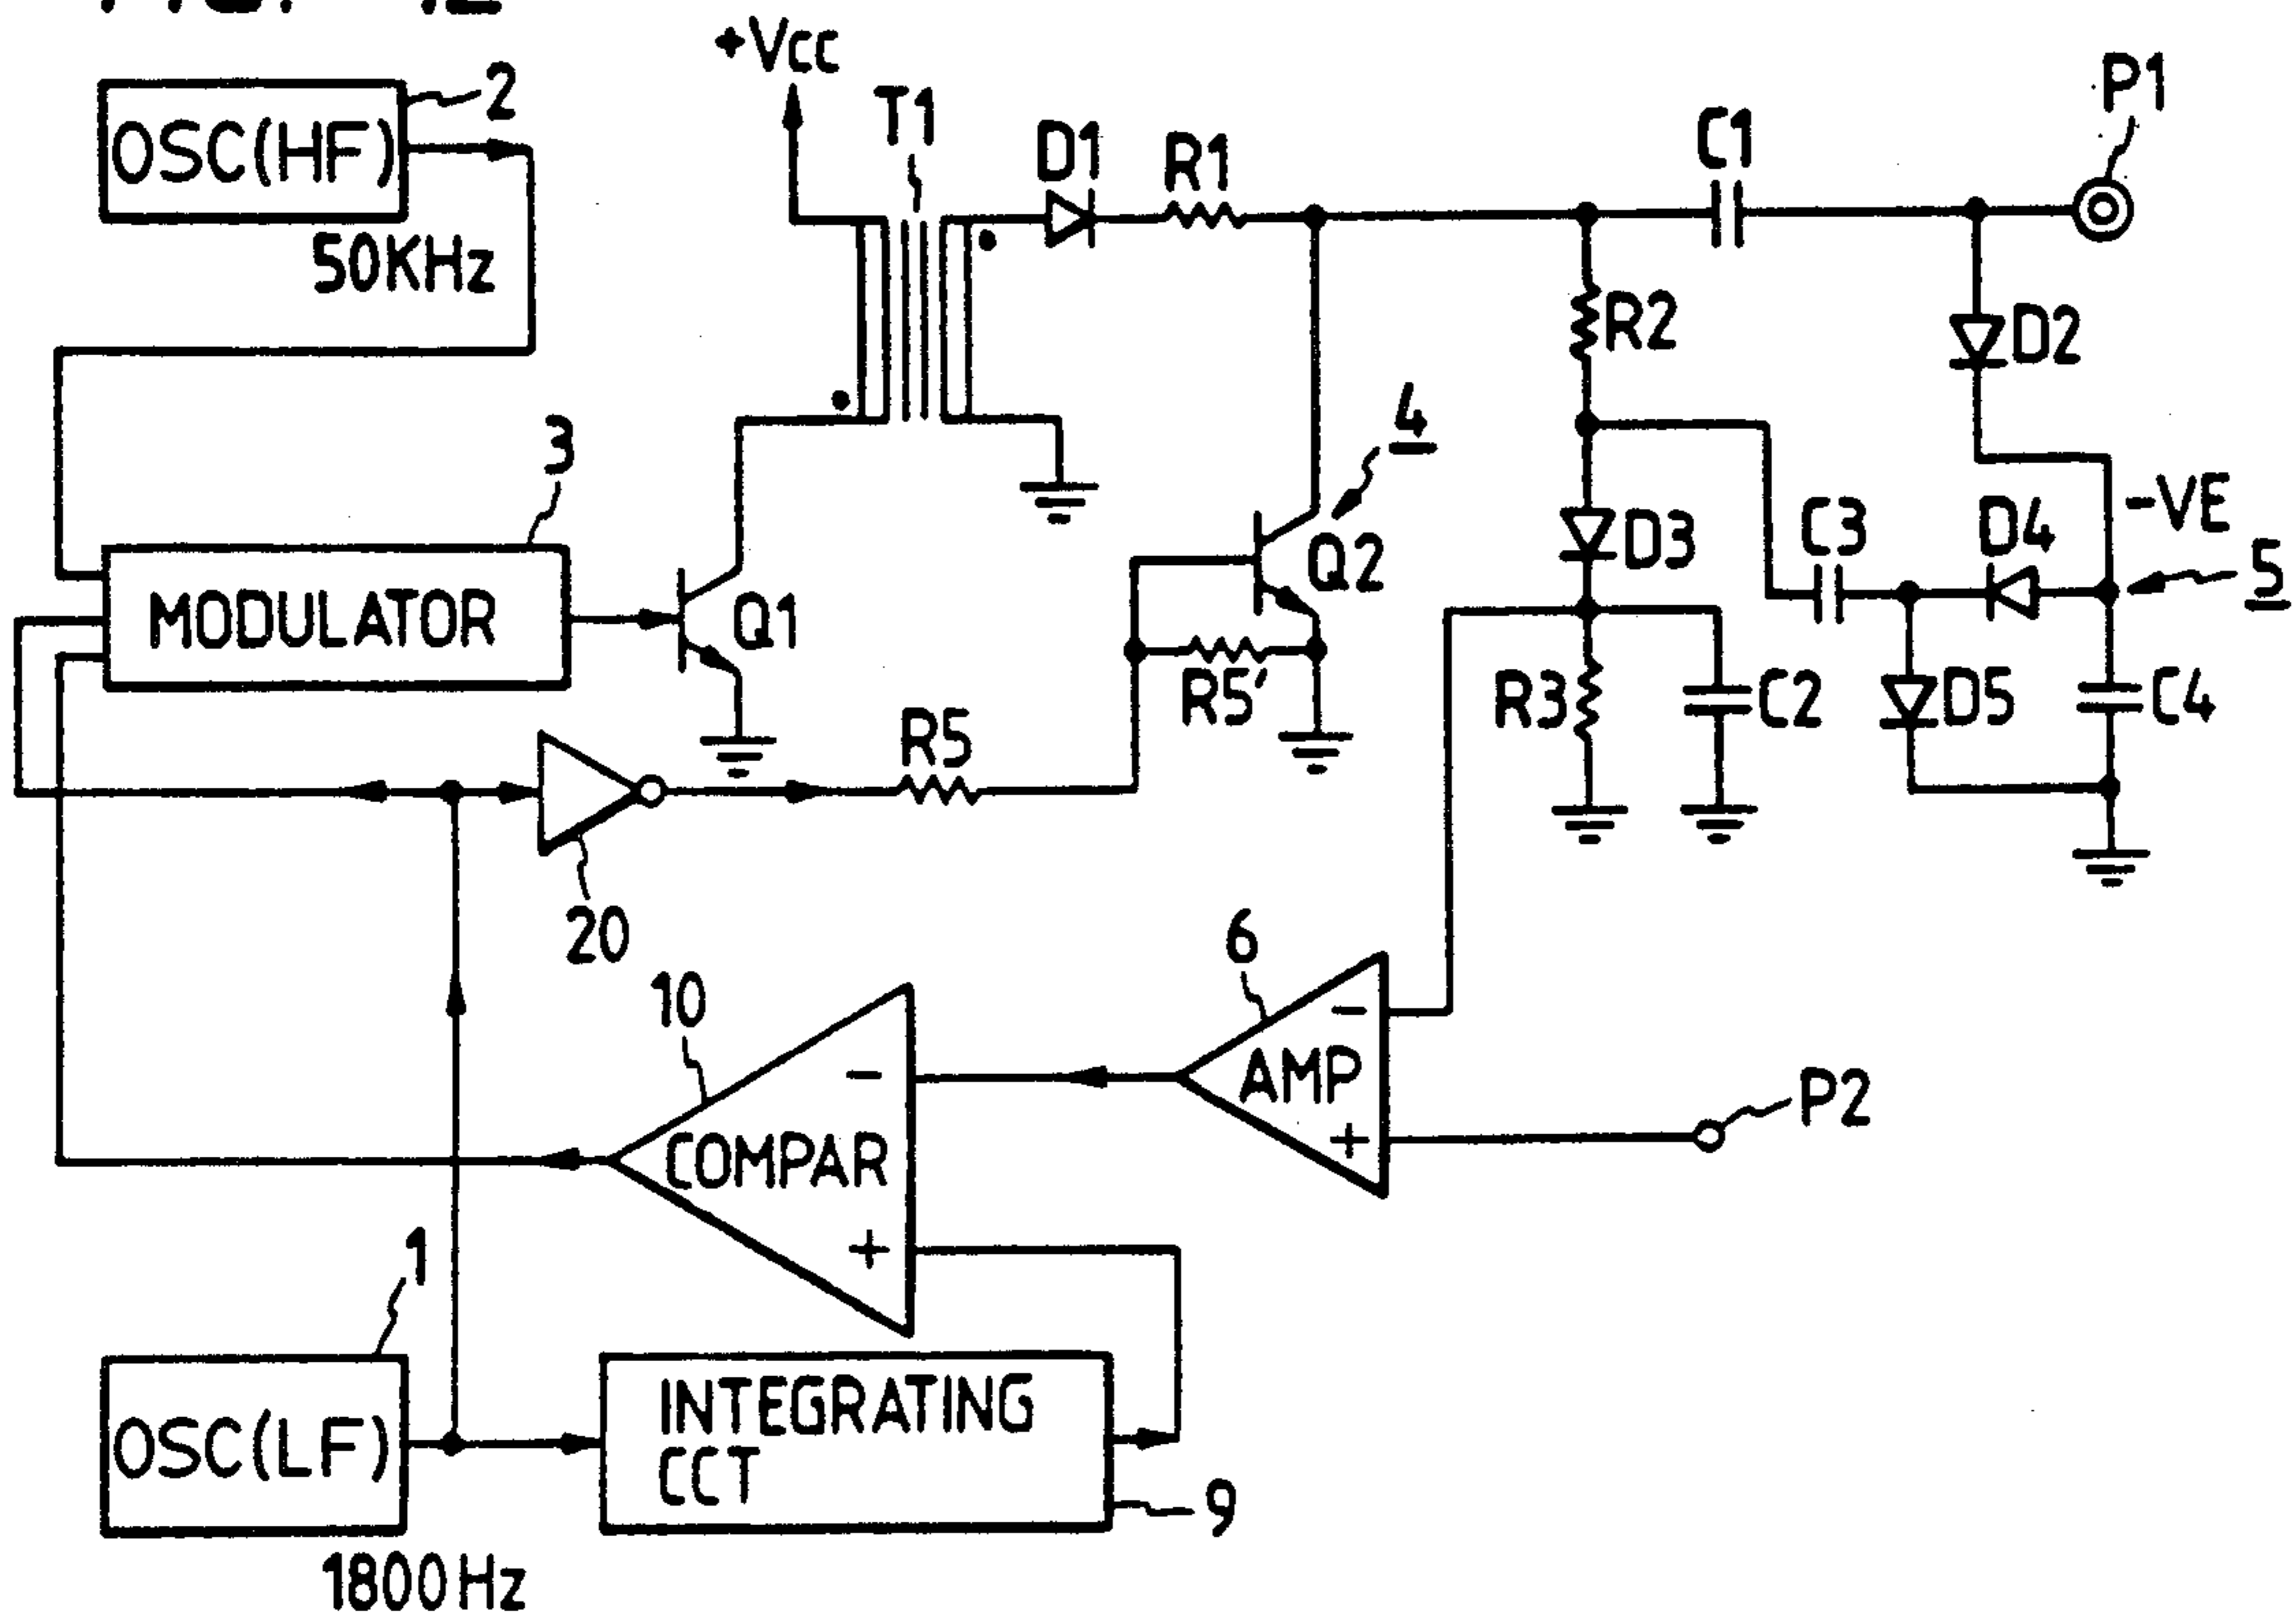 +VCC
P1
2
OSC(HF)
50KHz
T1
D1
R1
C1
R2
D2
4
3
MODULATOR
Q1
Q2
D3
C3
D4
-VE
5
R5'
R3
C2
D5
C4
R5
20
6
10
-
-
AMP
+
P2
COMPAR
+
1
OSC(LF)
INTEGRATING
CCT
9
1800Hz